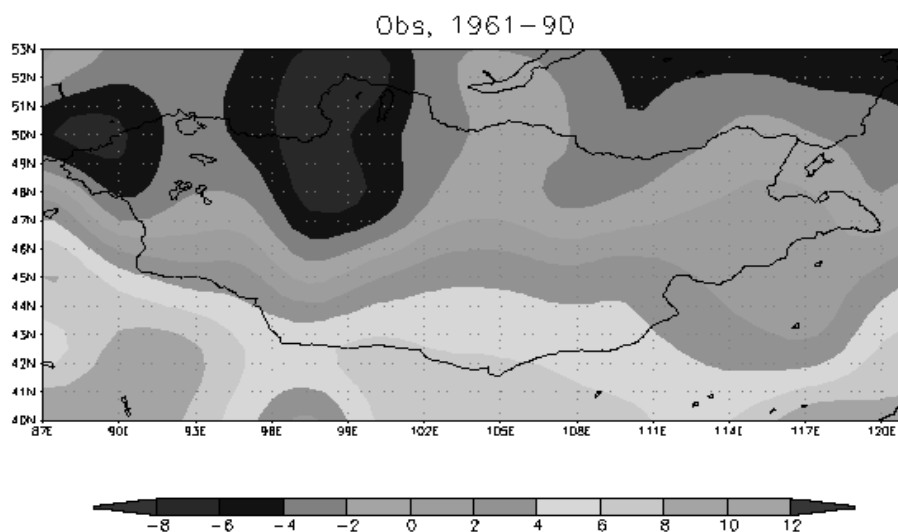 Obs, 1961-90
53N
52N
51N
50N
49N
48N
47N
46N
45N
44N
43N
42N
41N
40N
87E 90E 93E 96E 99E 102E 105E 108E 111E 114E 117E 120E
-8 -6 -4 -2 0 2 4 6 8 10 12